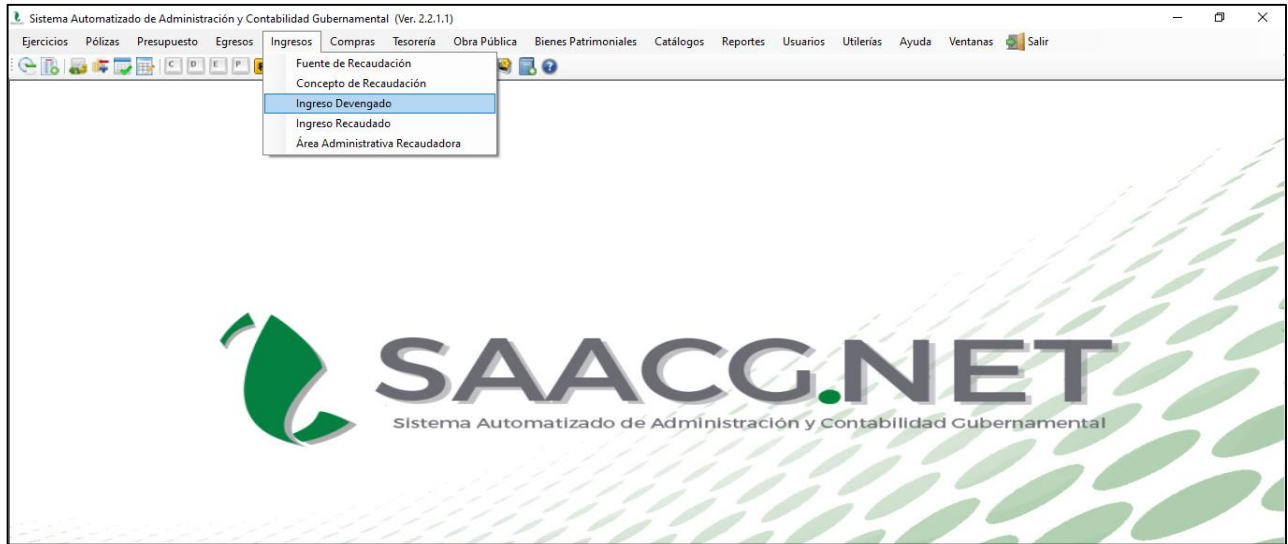 Sistema Automatizado de Administración y Contabilidad Gubernamental (Ver. 2.2.1.1)
Ejercicios Pólizas Presupuesto Egresos Ingresos Compras Tesorería Obra Pública Bienes Patrimoniales Catálogos Reportes Usuarios Utilerías Ayuda Ventanas Salir
C D E P
Fuente de Recaudación
Concepto de Recaudación
Ingreso Devengado
Ingreso Recaudado
Área Administrativa Recaudadora
SAACG.NET
Sistema Automatizado de Administración y Contabilidad Gubernamental